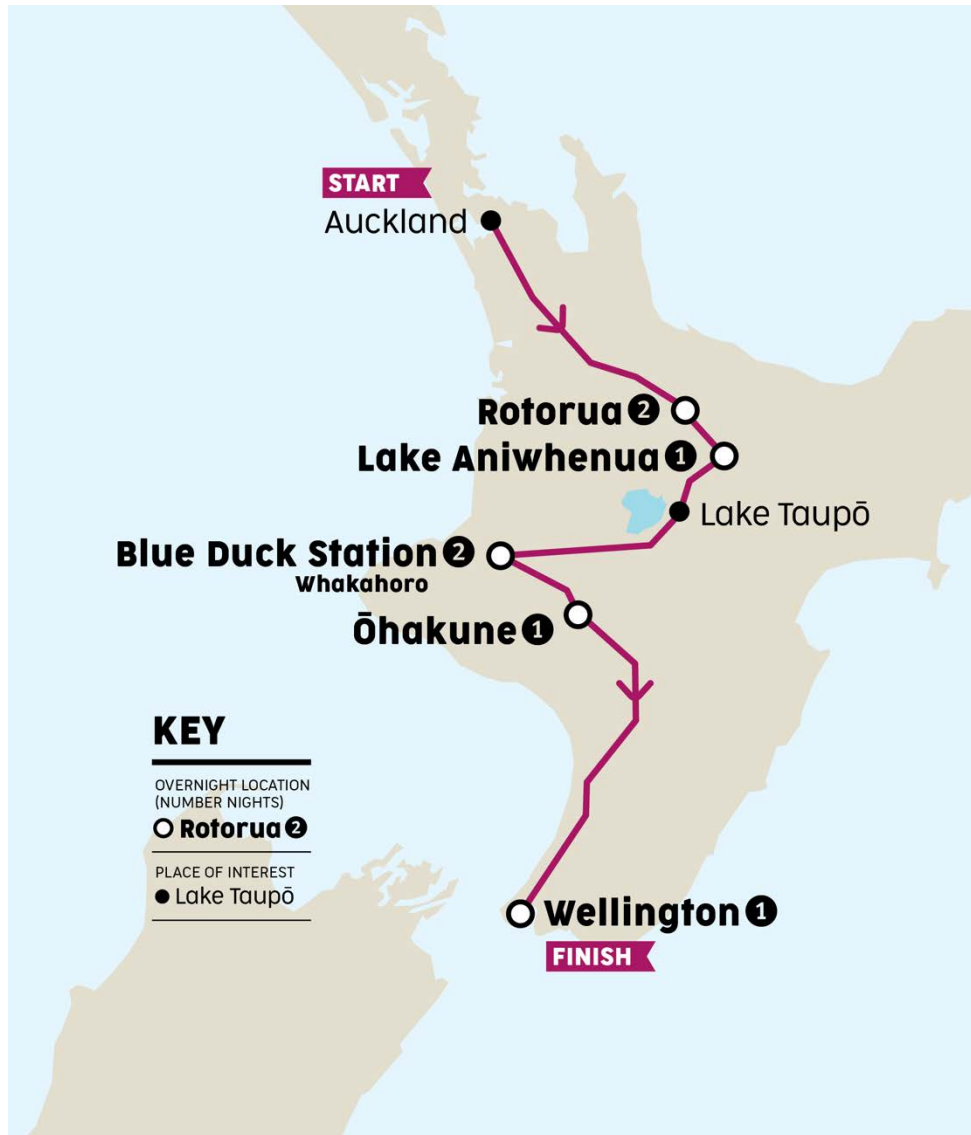 START
Auckland
Rotorua 2
Lake Aniwhenua 1
Lake Taupō
Blue Duck Station 2
Whakahoro
Ōhakune 1
KEY
OVERNIGHT LOCATION
(NUMBER NIGHTS)
Rotorua 2
PLACE OF INTEREST
Lake Taupō
Wellington 1
FINISH